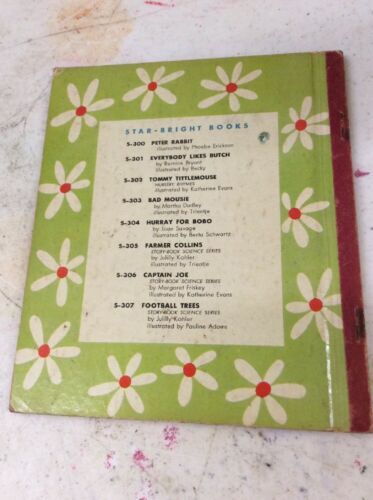 STAR-BRIGHT BOOKS
S-300 PETER RABBIT
illustrated by Phoebe Erickson
S-301 EVERYBODY LIKES BUTCH
by Bernice Bryant
illustrated by Becky
S-302 TOMMY TITTLEMOUSE
NURSERY RHYMES
illustrated by Katherine Evans
S-303 BAD MOUSIE
by Martha Dudley
illustrated by Trientje
S-304 HURRAY FOR BOBO
by Joan Savage
illustrated by Berta Schwartz
S-305 FARMER COLLINS
STORY-BOOK SCIENCE SERIES
by Julilly Kohler
illustrated by Trientje
S-306 CAPTAIN JOE
STORY-BOOK SCIENCE SERIES
by Margaret Friskey
illustrated by Katherine Evans
S-307 FOOTBALL TREES
STORY-BOOK SCIENCE SERIES
by Julilly Kohler
illustrated by Pauline Adams